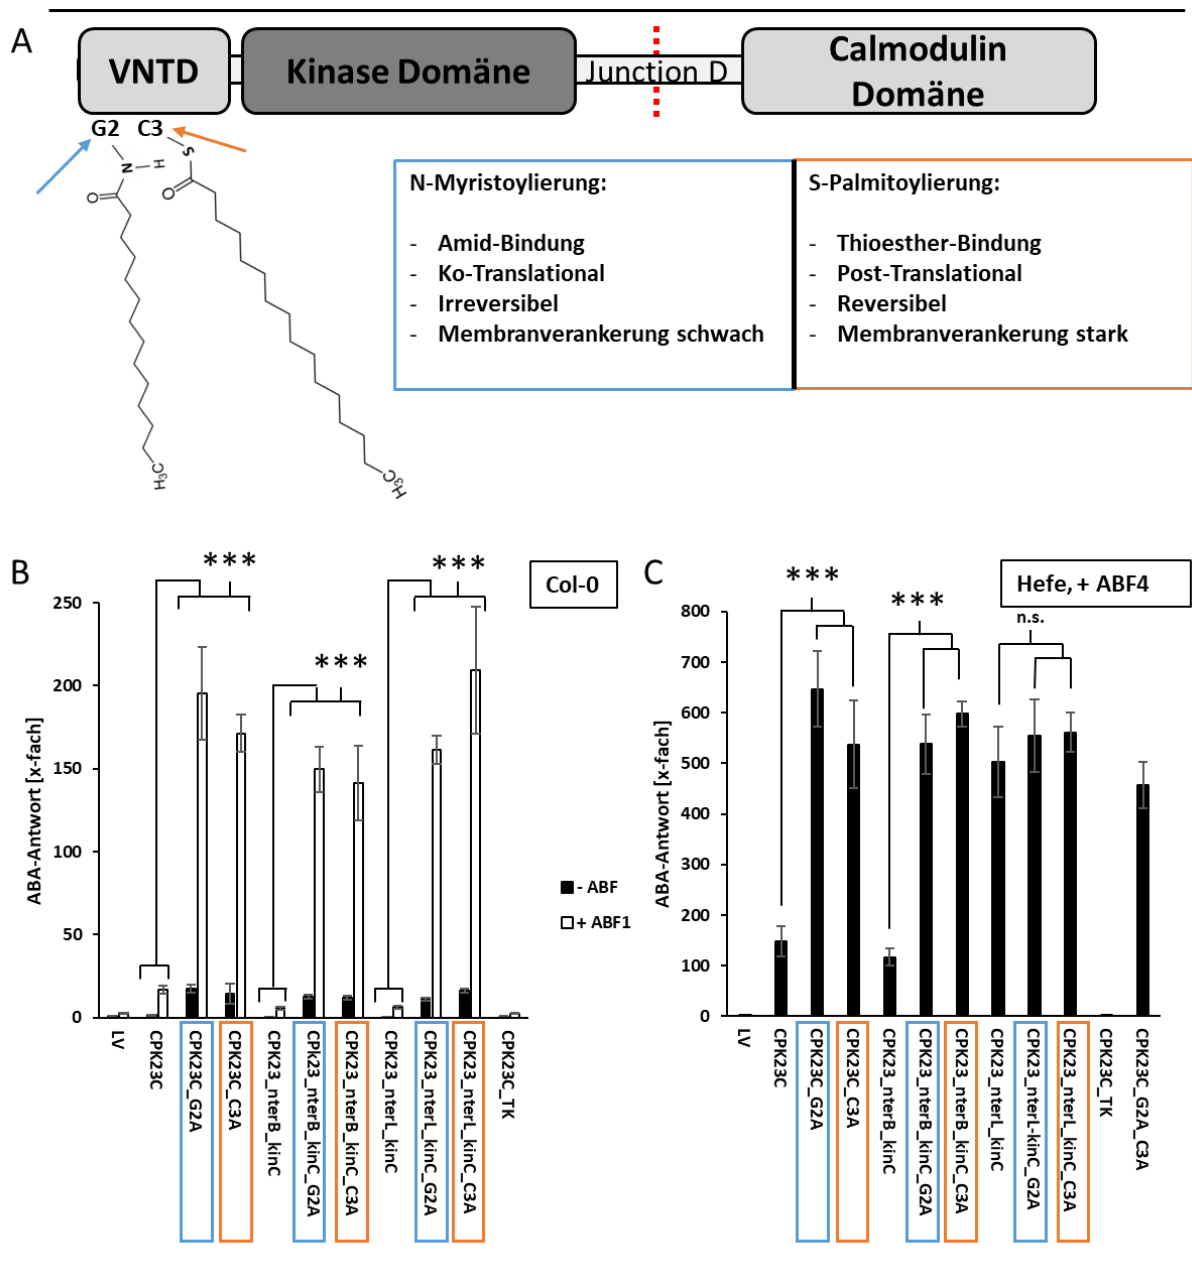 A
VNTD
Kinase Domäne
Junction D
Calmodulin
Domäne
G2 C3
N H
S
O
O
H₃C
H₃C
N-Myristoylierung:
- Amid-Bindung
- Ko-Translational
- Irreversibel
- Membranverankerung schwach
S-Palmitoylierung:
- Thioesther-Bindung
- Post-Translational
- Reversibel
- Membranverankerung stark
B
Col-0
***
***
***
ABA-Antwort [x-fach]
250
200
150
100
50
0
- ABF
+ ABF1
LV
CPK23C
CPK23C_G2A
CPK23C_C3A
CPK23_nterB_kinC
CPk23_nterB_kinC_G2A
CPK23_nterB_kinC_C3A
CPK23_nterL_kinC
CPK23_nterL_kinC_G2A
CPK23_nterL_kinC_C3A
CPK23C_TK
C
Hefe, + ABF4
***
***
n.s.
ABA-Antwort [x-fach]
800
700
600
500
400
300
200
100
0
LV
CPK23C
CPK23C_G2A
CPK23C_C3A
CPK23_nterB_kinC
CPK23_nterB_kinC_G2A
CPK23_nterB_kinC_C3A
CPK23_nterL_kinC
CPK23_nterL-kinC_G2A
CPK23_nterL_kinC_C3A
CPK23C_TK
CPK23C_G2A_C3A